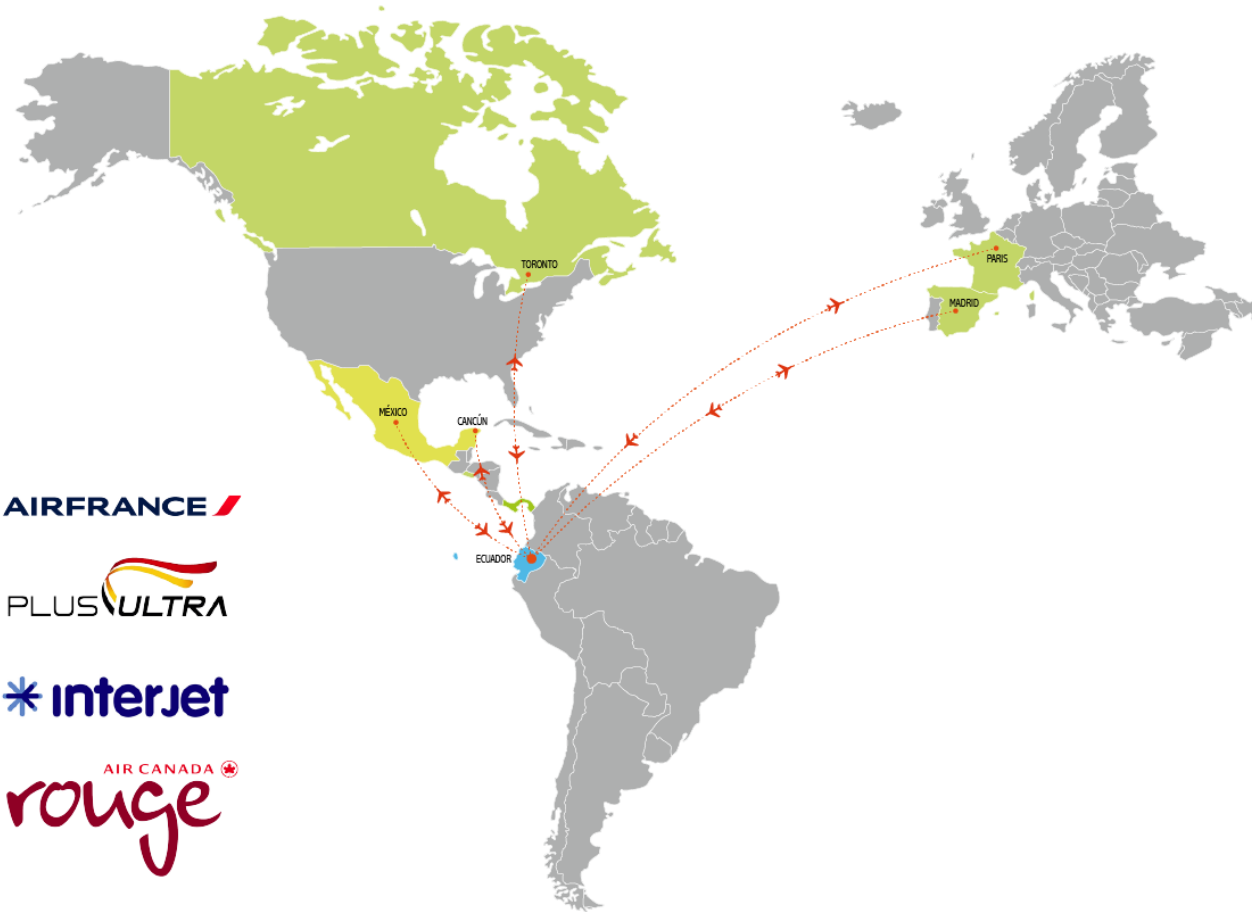 TORONTO
PARIS
MADRID
MÉXICO
CANCÚN
ECUADOR
AIRFRANCE
PLUS ULTRA
interjet
AIR CANADA
rouge